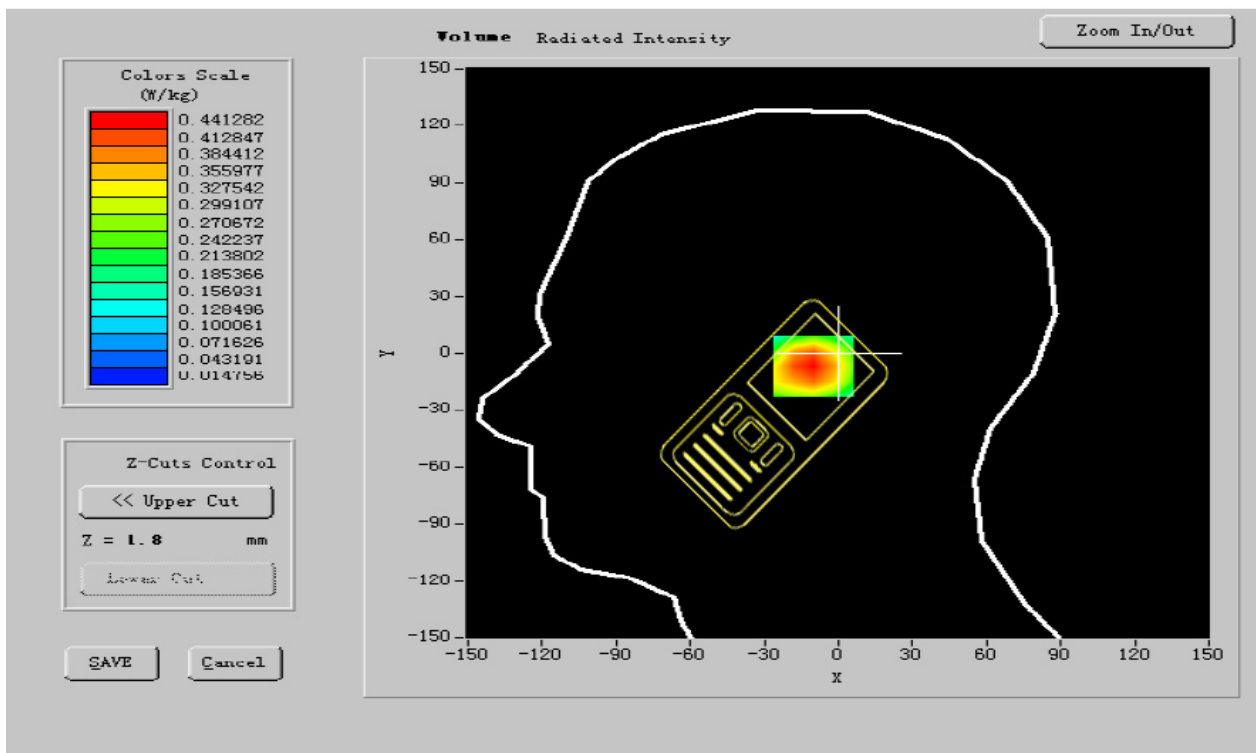 Volume Radiated Intensity
Zoom In/Out
Colors Scale
(W/kg)
0.441282
0.412847
0.384412
0.355977
0.327542
0.299107
0.270672
0.242237
0.213802
0.185366
0.156931
0.128496
0.100061
0.071626
0.043191
0.014756
Z-Cuts Control
<< Upper Cut
Z = 1.8 mm
Lower Cut
SAVE
Cancel
150
120
90
60
30
0
-30
-60
-90
-120
-150
Y
-150 -120 -90 -60 -30 0 30 60 90 120 150
X